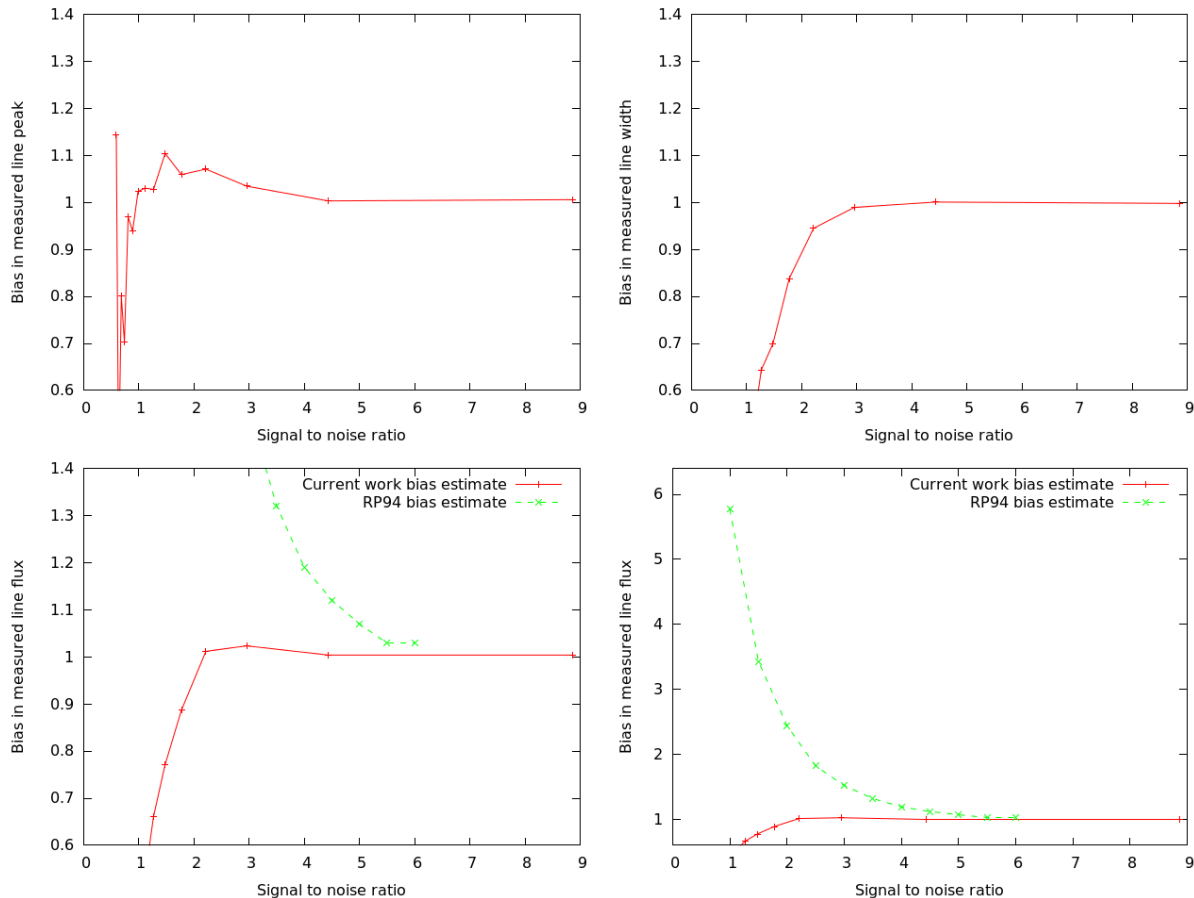 1.4
1.3
1.2
1.1
1
0.9
0.8
0.7
0.6
Bias in measured line peak
0 1 2 3 4 5 6 7 8 9
Signal to noise ratio
1.4
1.3
1.2
1.1
1
0.9
0.8
0.7
0.6
Bias in measured line width
0 1 2 3 4 5 6 7 8 9
Signal to noise ratio
1.4
1.3
1.2
1.1
1
0.9
0.8
0.7
0.6
Bias in measured line flux
Current work bias estimate
RP94 bias estimate
0 1 2 3 4 5 6 7 8 9
Signal to noise ratio
6
5
4
3
2
1
Bias in measured line flux
Current work bias estimate
RP94 bias estimate
0 1 2 3 4 5 6 7 8 9
Signal to noise ratio